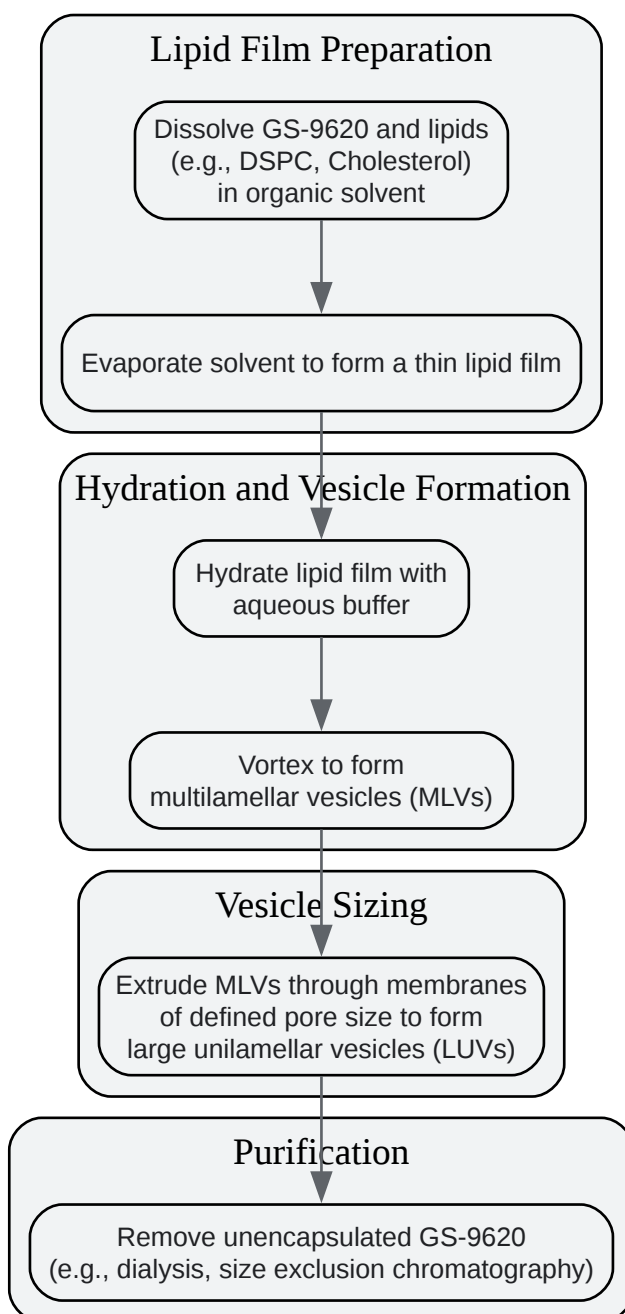 Lipid Film Preparation
Dissolve GS-9620 and lipids
(e.g., DSPC, Cholesterol)
in organic solvent
Evaporate solvent to form a thin lipid film
Hydration and Vesicle Formation
Hydrate lipid film with
aqueous buffer
Vortex to form
multilamellar vesicles (MLVs)
Vesicle Sizing
Extrude MLVs through membranes
of defined pore size to form
large unilamellar vesicles (LUVs)
Purification
Remove unencapsulated GS-9620
(e.g., dialysis, size exclusion chromatography)